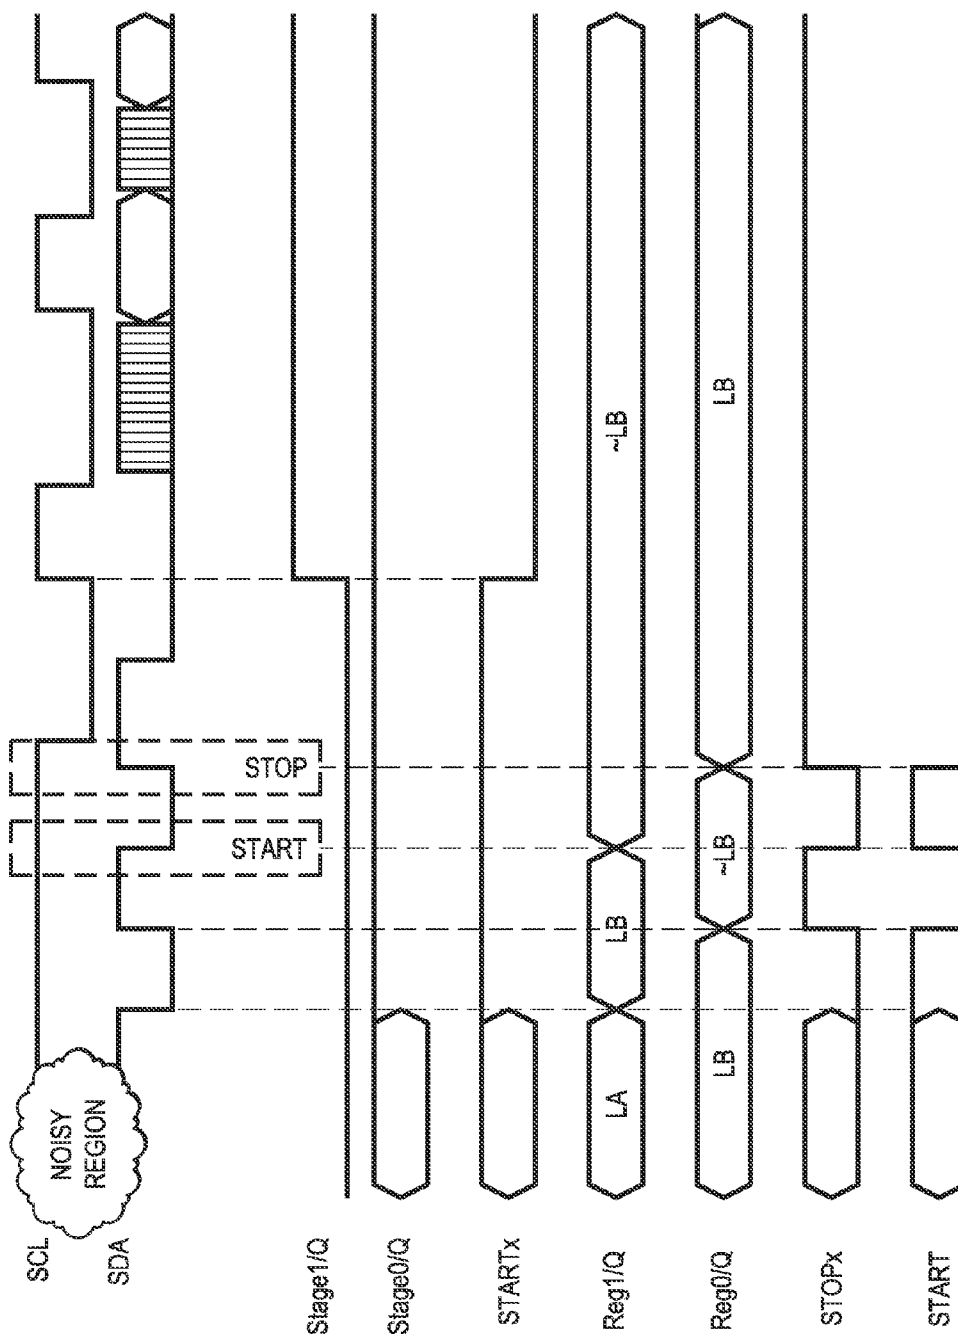 SCL
NOISY
REGION
SDA
START
STOP
Stage1/Q
Stage0/Q
STARTx
Reg1/Q
LA
LB
~LB
Reg0/Q
LB
~LB
LB
STOPx
START